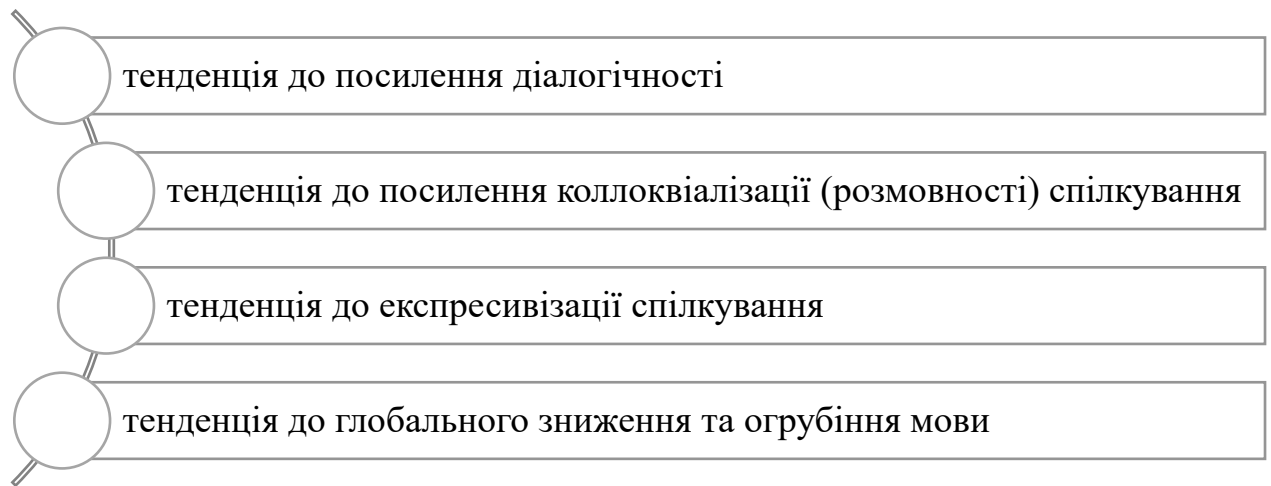 тенденція до посилення діалогічності
тенденція до посилення коллоквіалізації (розмовності) спілкування
тенденція до експресивізації спілкування
тенденція до глобального зниження та огрубіння мови